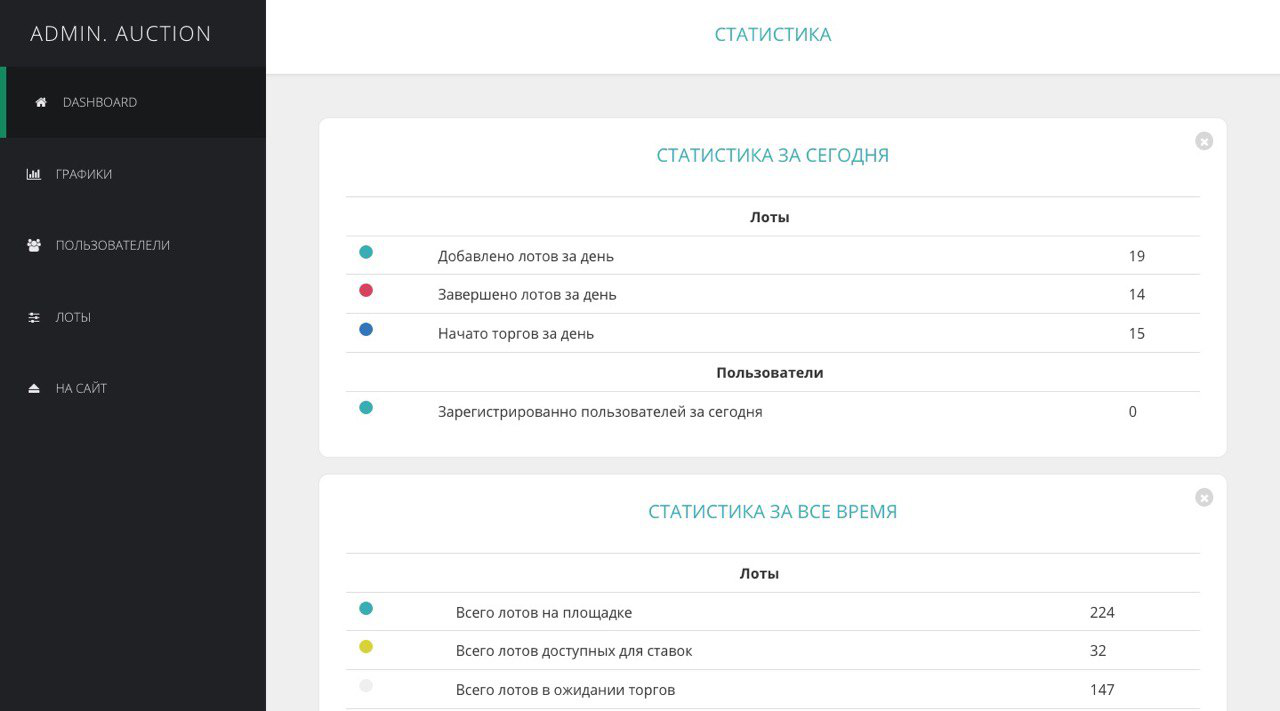 ADMIN. AUCTION
DASHBOARD
ГРАФИКИ
ПОЛЬЗОВАТЕЛЕЛИ
ЛОТЫ
НА САЙТ
СТАТИСТИКА
СТАТИСТИКА ЗА СЕГОДНЯ
Лоты
Добавлено лотов за день 19
Завершено лотов за день 14
Начато торгов за день 15
Пользователи
Зарегистрированно пользователей за сегодня 0
СТАТИСТИКА ЗА ВСЕ ВРЕМЯ
Лоты
Всего лотов на площадке 224
Всего лотов доступных для ставок 32
Всего лотов в ожидании торгов 147